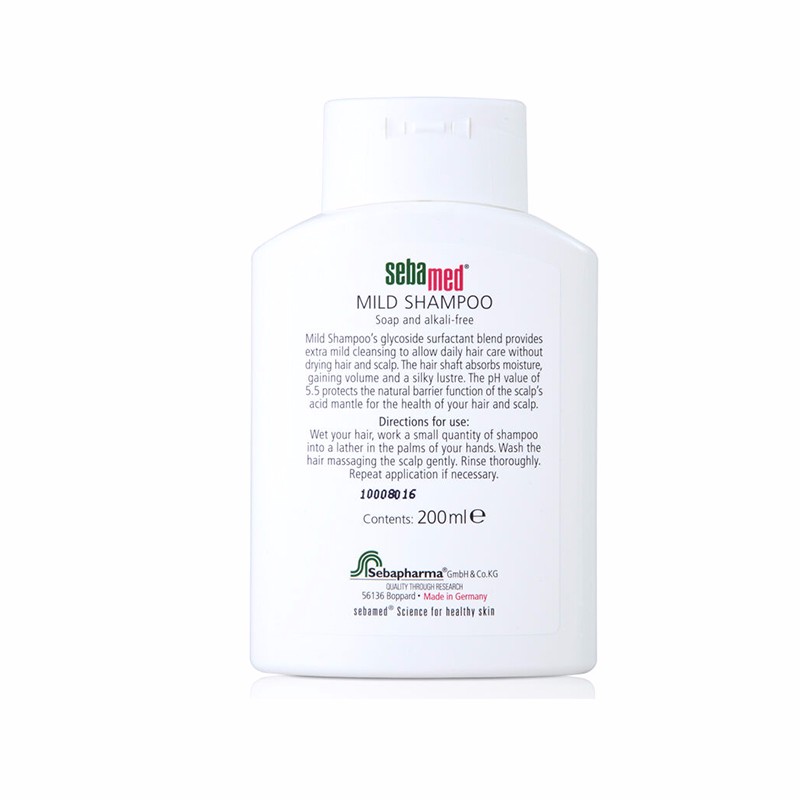 sebamed®
MILD SHAMPOO
Soap and alkali-free
Mild Shampoo's glycoside surfactant blend provides
extra mild cleansing to allow daily hair care without
drying hair and scalp. The hair shaft absorbs moisture,
gaining volume and a silky lustre. The pH value of
5.5 protects the natural barrier function of the scalp's
acid mantle for the health of your hair and scalp.
Directions for use:
Wet your hair, work a small quantity of shampoo
into a lather in the palms of your hands. Wash the
hair massaging the scalp gently. Rinse thoroughly.
Repeat application if necessary.
10008016
Contents: 200ml℮
Sebapharma® GmbH & Co.KG
QUALITY THROUGH RESEARCH
56136 Boppard • Made in Germany
sebamed® Science for healthy skin